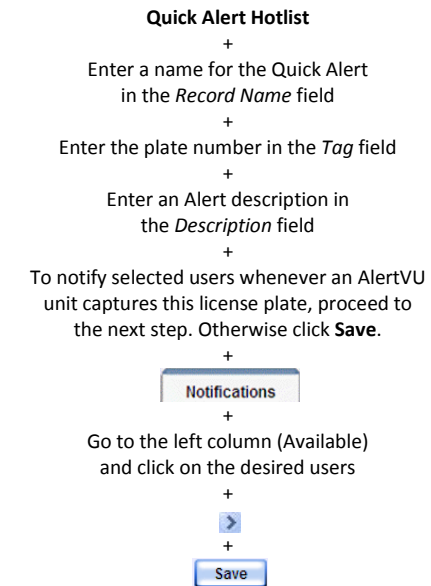 Quick Alert Hotlist
+
Enter a name for the Quick Alert
in the Record Name field
+
Enter the plate number in the Tag field
+
Enter an Alert description in
the Description field
+
To notify selected users whenever an AlertVU
unit captures this license plate, proceed to
the next step. Otherwise click Save.
+
Notifications
+
Go to the left column (Available)
and click on the desired users
+
+
Save